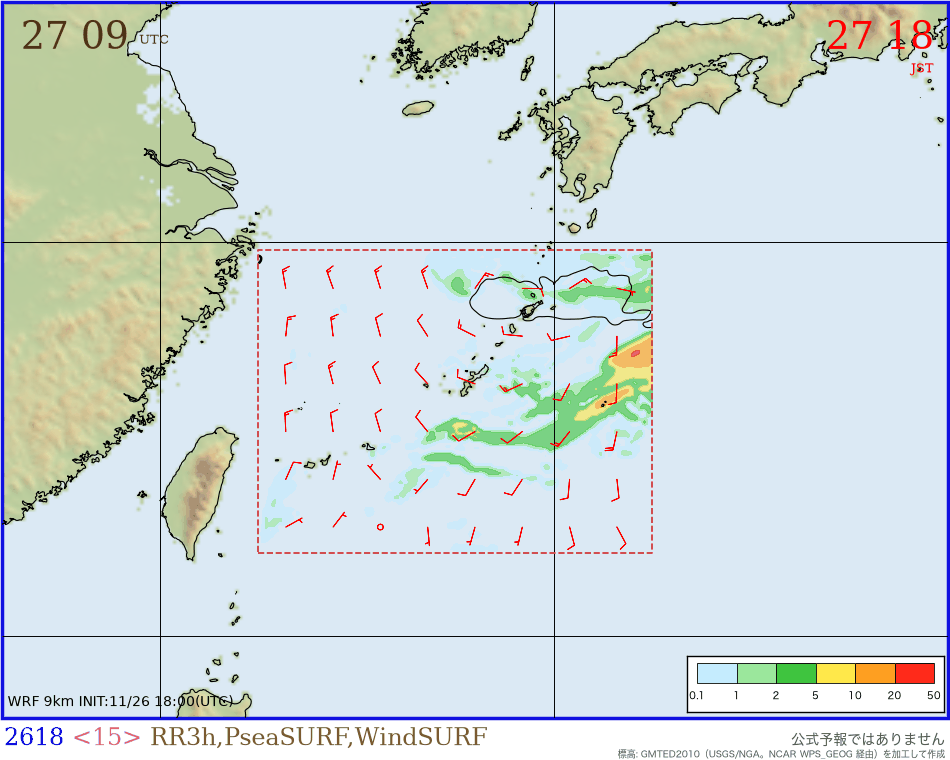 27 09 UTC
27 18
JST
0.1 1 2 5 10 20 50
WRF 9km INIT:11/26 18:00(UTC)
2618 <15> RR3h,PseaSURF,WindSURF
公式予報ではありません
標高: GMTED2010（USGS/NGA。NCAR WPS_GEOG 経由）を加工して作成